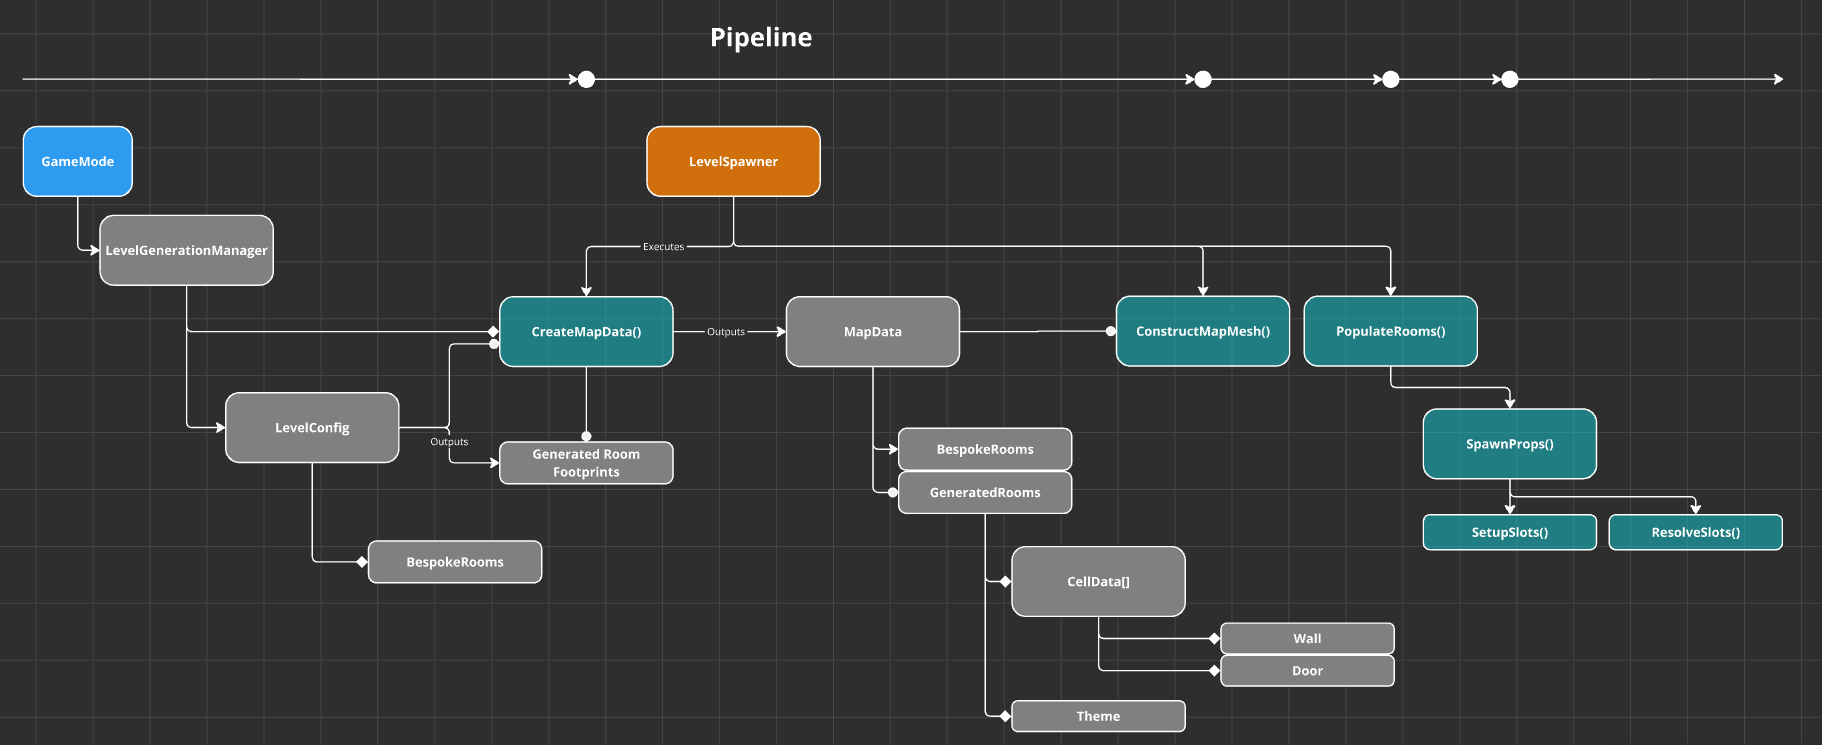 Pipeline
GameMode
LevelSpawner
LevelGenerationManager
Executes
CreateMapData()
Outputs
MapData
ConstructMapMesh()
PopulateRooms()
LevelConfig
Outputs
Generated Room
Footprints
BespokeRooms
GeneratedRooms
SpawnProps()
SetupSlots()
ResolveSlots()
BespokeRooms
CellData[]
Wall
Door
Theme